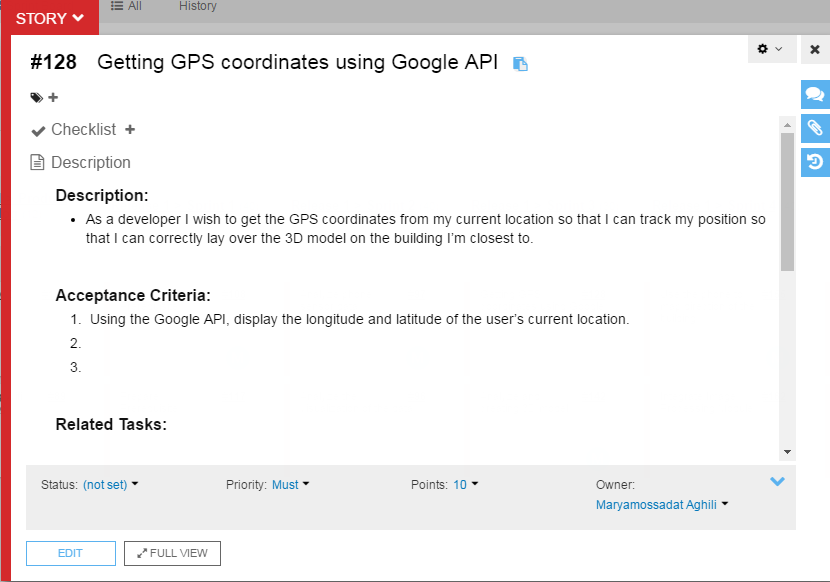 STORY
All
History
#128 Getting GPS coordinates using Google API
Checklist
Description
Description:
As a developer I wish to get the GPS coordinates from my current location so that I can track my position so
that I can correctly lay over the 3D model on the building I'm closest to.
Acceptance Criteria:
1. Using the Google API, display the longitude and latitude of the user's current location.
2.
3.
Related Tasks:
Status: (not set) Priority: Must Points: 10 Owner:
Maryamossadat Aghili
EDIT
FULL VIEW